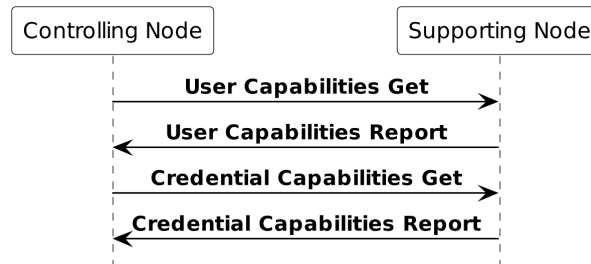 Controlling Node
Supporting Node
User Capabilities Get
User Capabilities Report
Credential Capabilities Get
Credential Capabilities Report